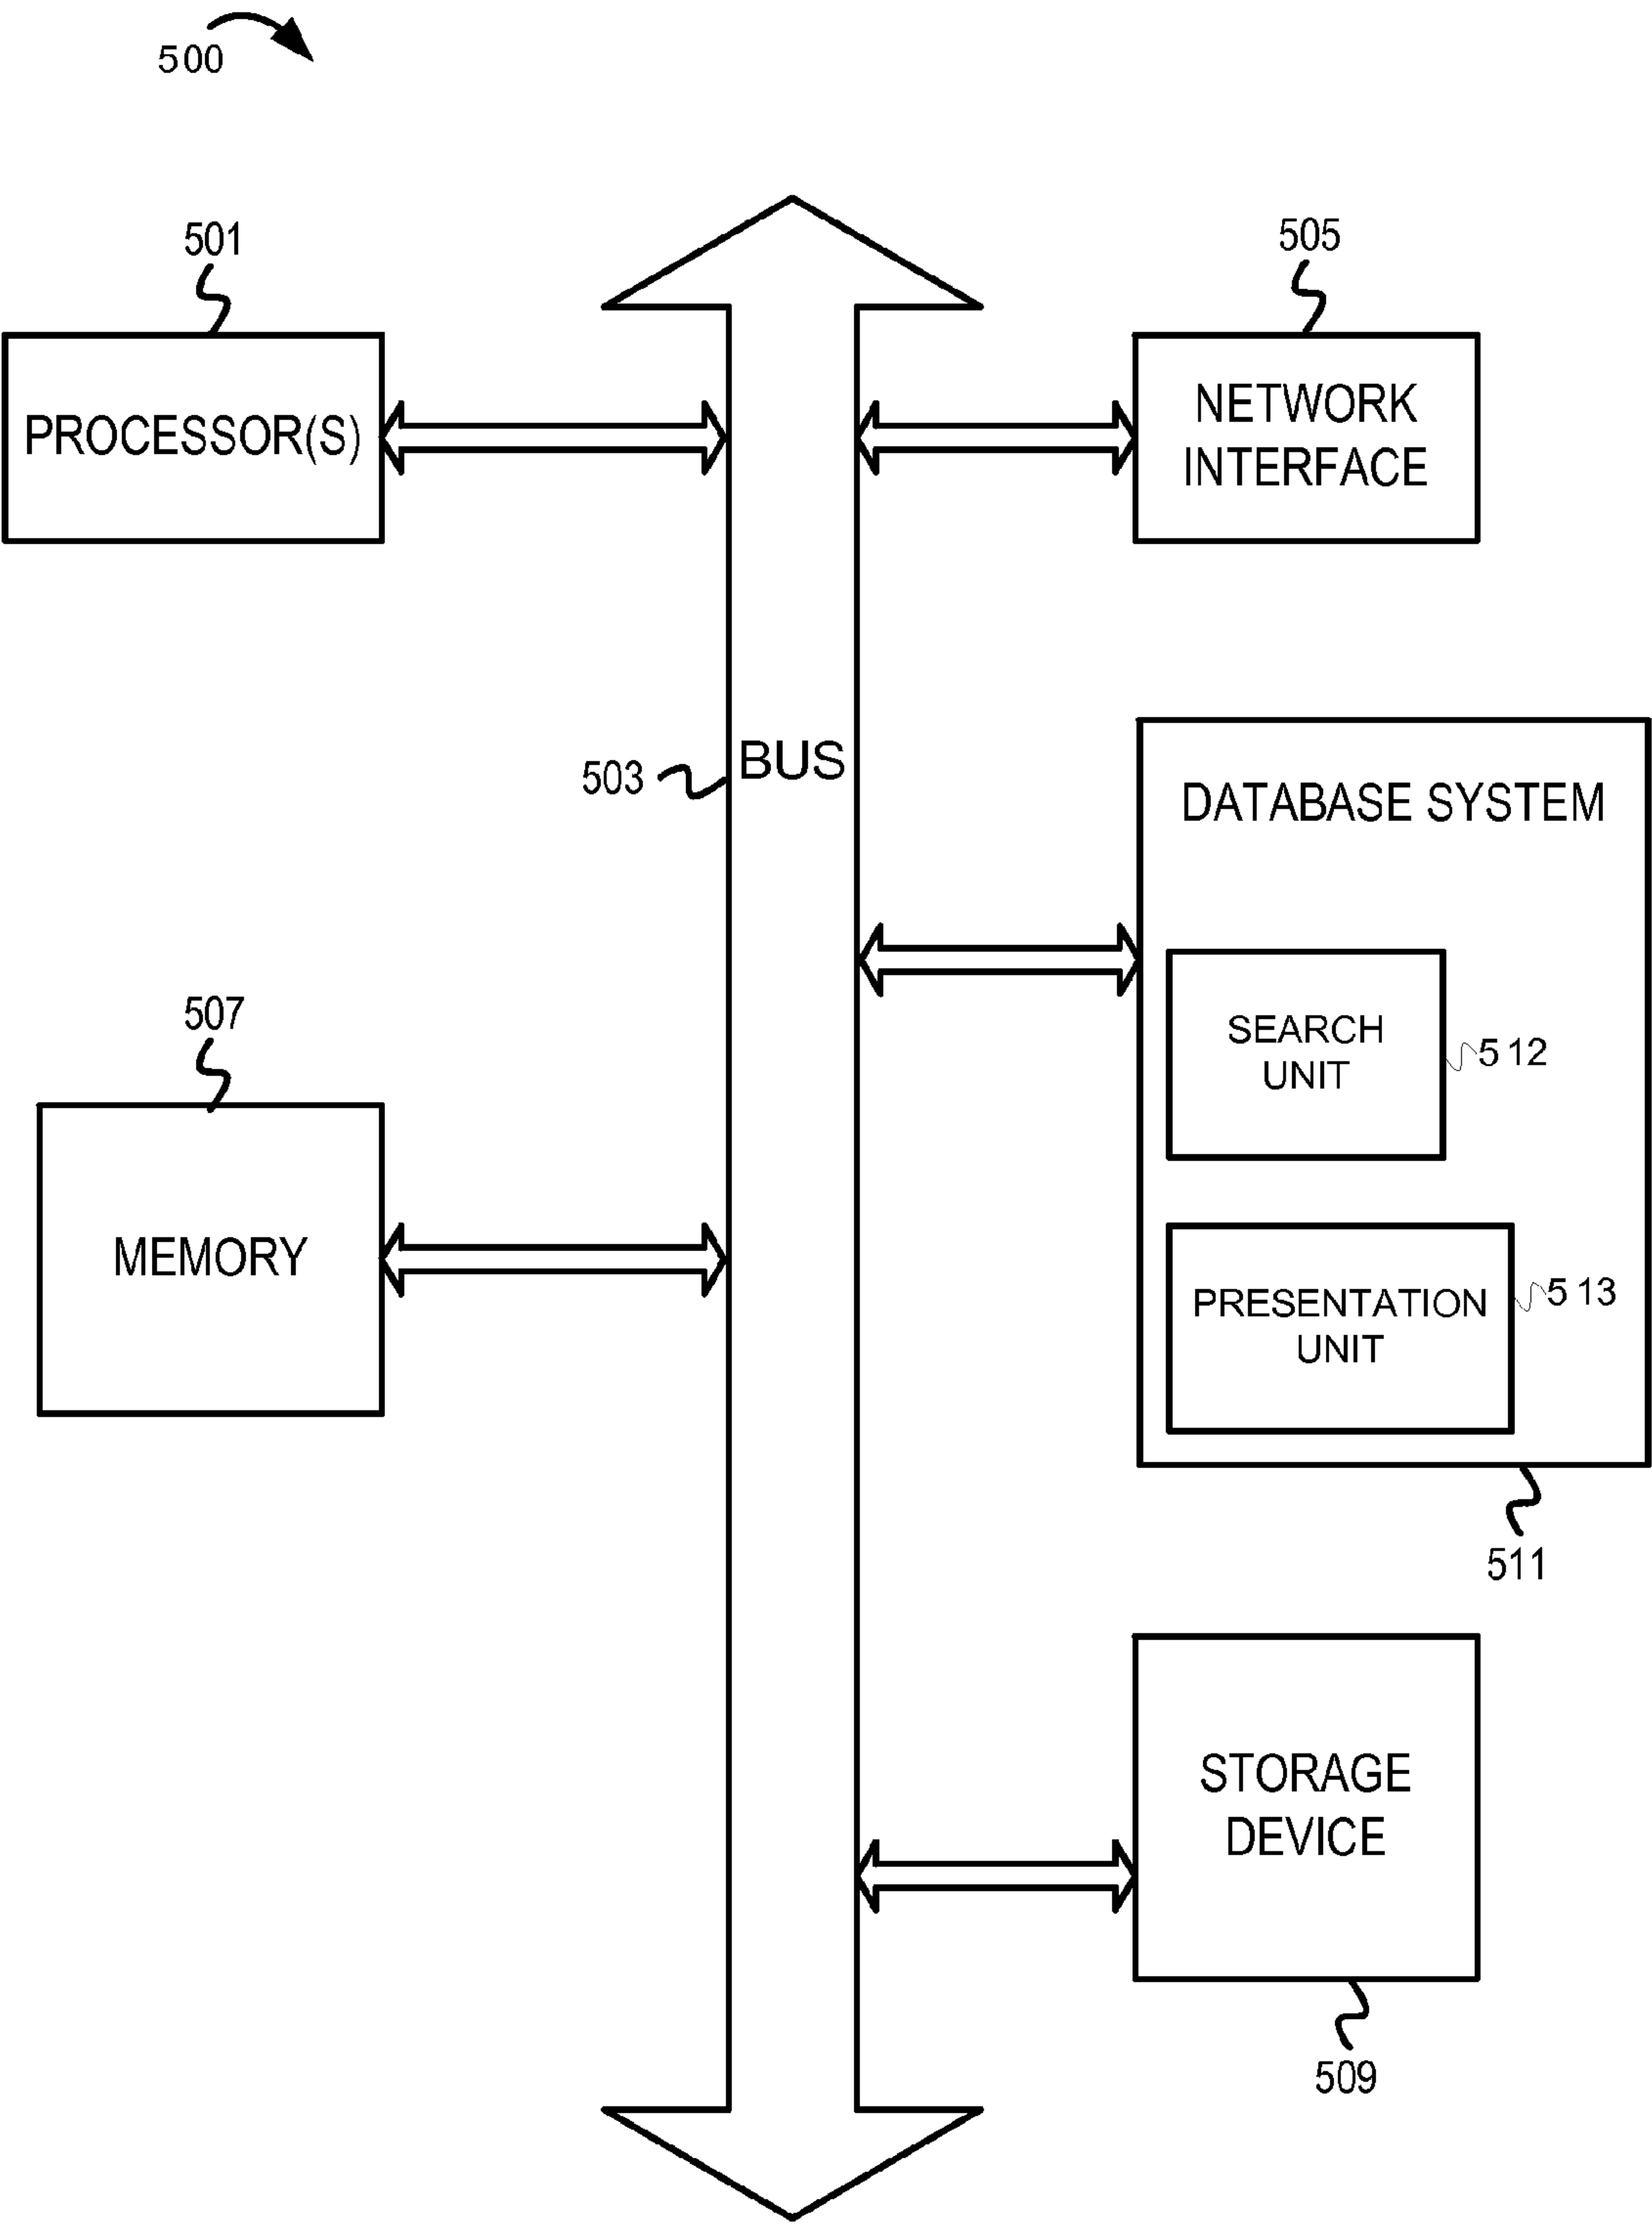 500
501
PROCESSOR(S)
505
NETWORK
INTERFACE
503
BUS
DATABASE SYSTEM
SEARCH
UNIT
512
PRESENTATION
UNIT
513
511
507
MEMORY
STORAGE
DEVICE
509